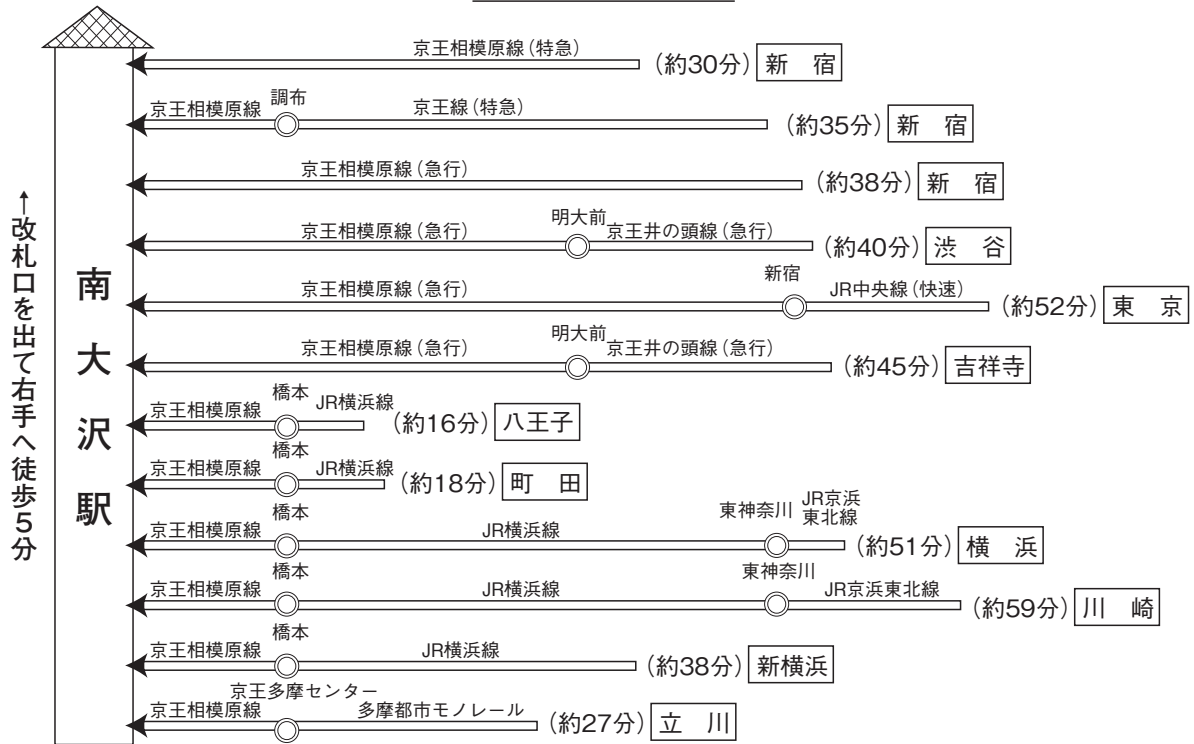 京王相模原線(特急) (約30分) 新 宿
調布
京王相模原線 京王線(特急) (約35分) 新 宿
京王相模原線(急行) (約38分) 新 宿
明大前
京王相模原線(急行) 京王井の頭線(急行) (約40分) 渋 谷
新宿
京王相模原線(急行) JR中央線(快速) (約52分) 東 京
明大前
京王相模原線(急行) 京王井の頭線(急行) (約45分) 吉祥寺
橋本
京王相模原線 JR横浜線 (約16分) 八王子
橋本
京王相模原線 JR横浜線 (約18分) 町 田
橋本 東神奈川 JR京浜
京王相模原線 JR横浜線 東北線 (約51分) 横 浜
橋本 東神奈川
京王相模原線 JR横浜線 JR京浜東北線 (約59分) 川 崎
橋本
京王相模原線 JR横浜線 (約38分) 新横浜
京王多摩センター
京王相模原線 多摩都市モノレール (約27分) 立 川
南大沢駅
←改札口を出て右手へ徒歩5分